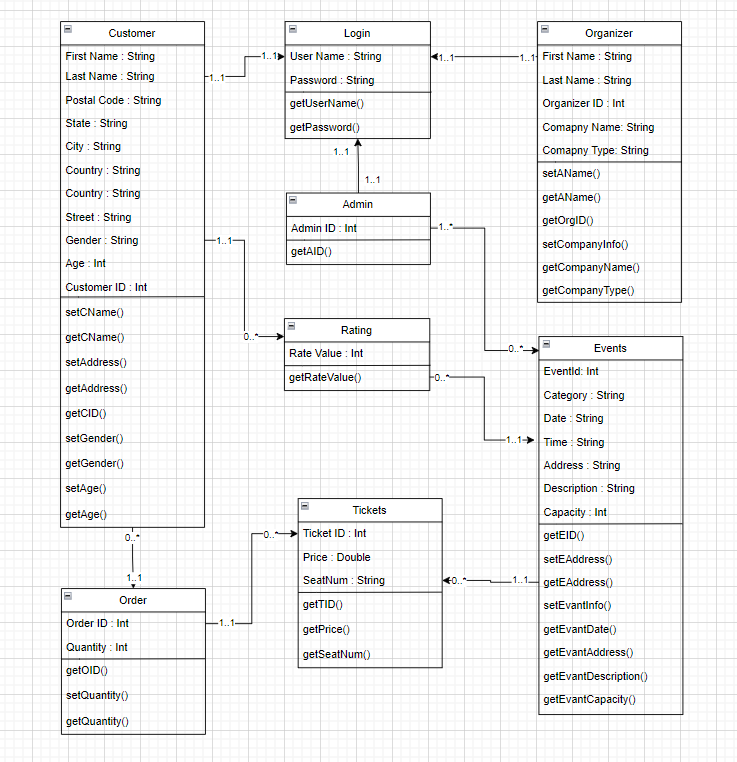 Customer
First Name : String
Last Name : String
Postal Code : String
State : String
City : String
Country : String
Country : String
Street : String
Gender : String
Age : Int
Customer ID : Int
setCName()
getCName()
setAddress()
getAddress()
getCID()
setGender()
getGender()
setAge()
getAge()
1..1
1..1
Login
User Name : String
Password : String
getUserName()
getPassword()
1..1
1..1
Organizer
First Name : String
Last Name : String
Organizer ID : Int
Comapny Name: String
Comapny Type: String
setAName()
getAName()
getOrgID()
setCompanyInfo()
getCompanyName()
getCompanyType()
1..1
1..1
Admin
Admin ID : Int
getAID()
1..*
0..*
1..1
0..*
Rating
Rate Value : Int
getRateValue()
0..*
1..1
Events
EventId: Int
Category : String
Date : String
Time : String
Address : String
Description : String
Capacity : Int
getEID()
setEAddress()
getEAddress()
setEvantInfo()
getEvantDate()
getEvantAddress()
getEvantDescription()
getEvantCapacity()
Tickets
Ticket ID : Int
Price : Double
SeatNum : String
getTID()
getPrice()
getSeatNum()
0..*
1..1
0..*
1..1
0..*
1..1
Order
Order ID : Int
Quantity : Int
getOID()
setQuantity()
getQuantity()